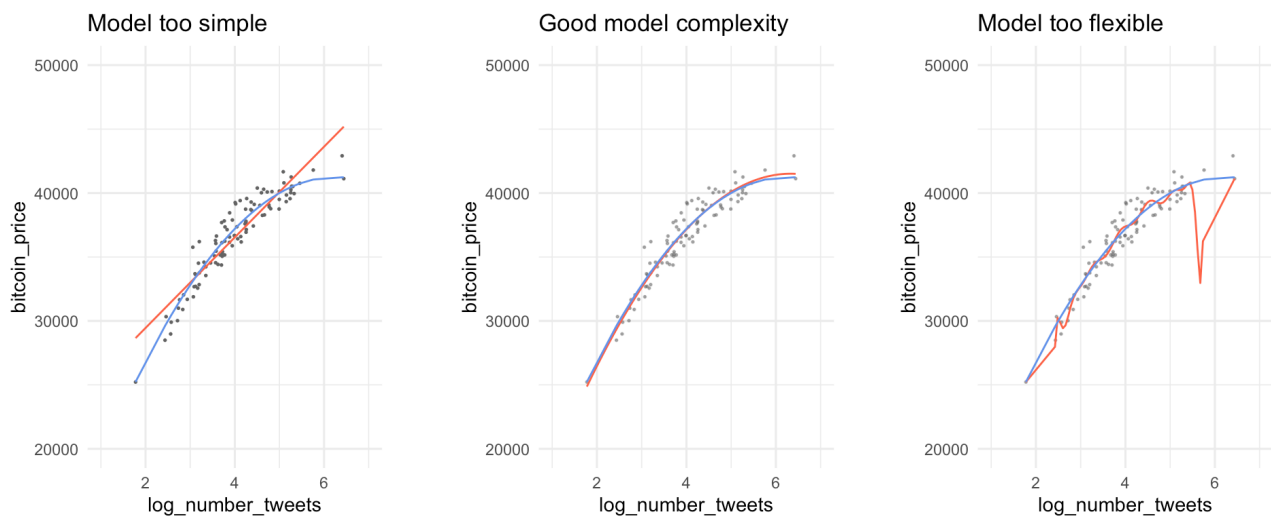 Model too simple
50000
40000
30000
20000
bitcoin_price
2 4 6
log_number_tweets
Good model complexity
50000
40000
30000
20000
bitcoin_price
2 4 6
log_number_tweets
Model too flexible
50000
40000
30000
20000
bitcoin_price
2 4 6
log_number_tweets